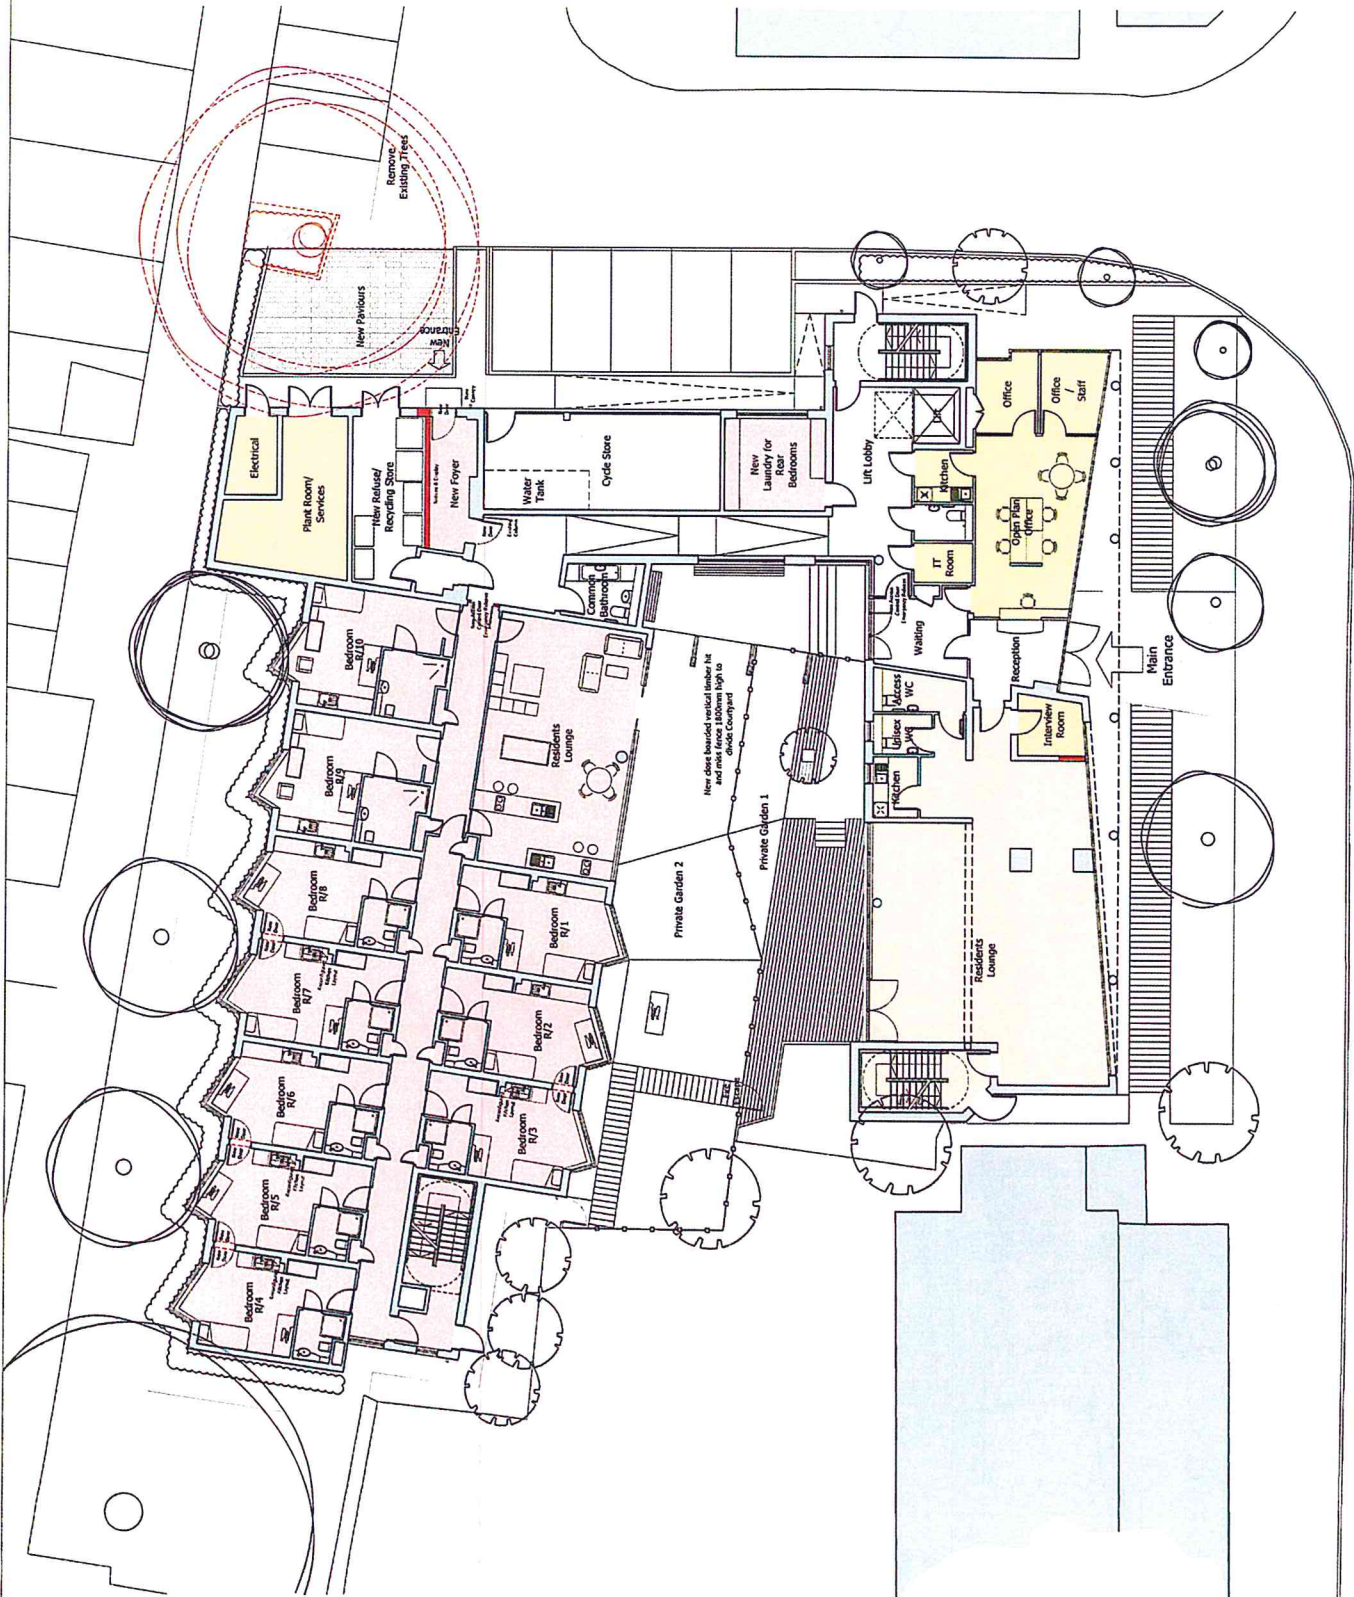 Remove
Existing Trees
New Paviours
New
Entrance
Electrical
Plant Room/
Services
New Refuse/
Recycling Store
New Foyer
Water
Tank
Cycle Store
New
Laundry for
Rear
Bedrooms
Lift Lobby
Lift
Kitchen
Office
Office
/
Staff
Open Plan
Office
IT
Room
Common
Bathroom
Waiting
Reception
Main
Entrance
Access
WC
Unisex
WC
Interview
Room
Kitchen
Residents
Lounge
Bedroom
R/10
Bedroom
R/9
Bedroom
R/8
Bedroom
R/7
Bedroom
R/6
Bedroom
R/5
Bedroom
R/4
Residents
Lounge
Bedroom
R/1
Bedroom
R/2
Bedroom
R/3
New close boarded vertical timber hit
and miss fence 1800mm high to
divide Courtyard
Private Garden 1
Private Garden 2